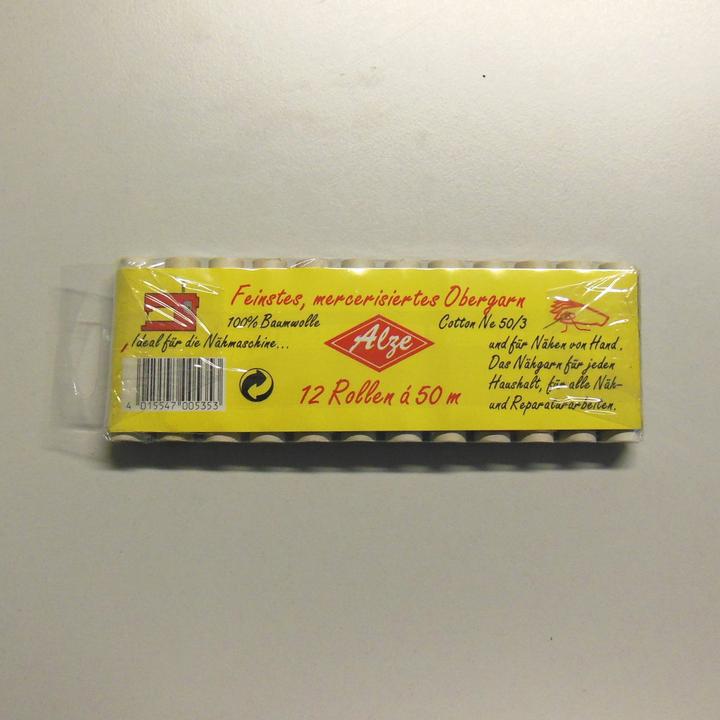 Feinstes, mercerisiertes Obergarn
100% Baumwolle
Cotton Ne 50/3
Ideal für die Nähmaschine...
Alze
und für Nähen von Hand.
Das Nähgarn für jeden
Haushalt, für alle Näh-
und Reparaturarbeiten.
12 Rollen á 50 m
4 015547 005353